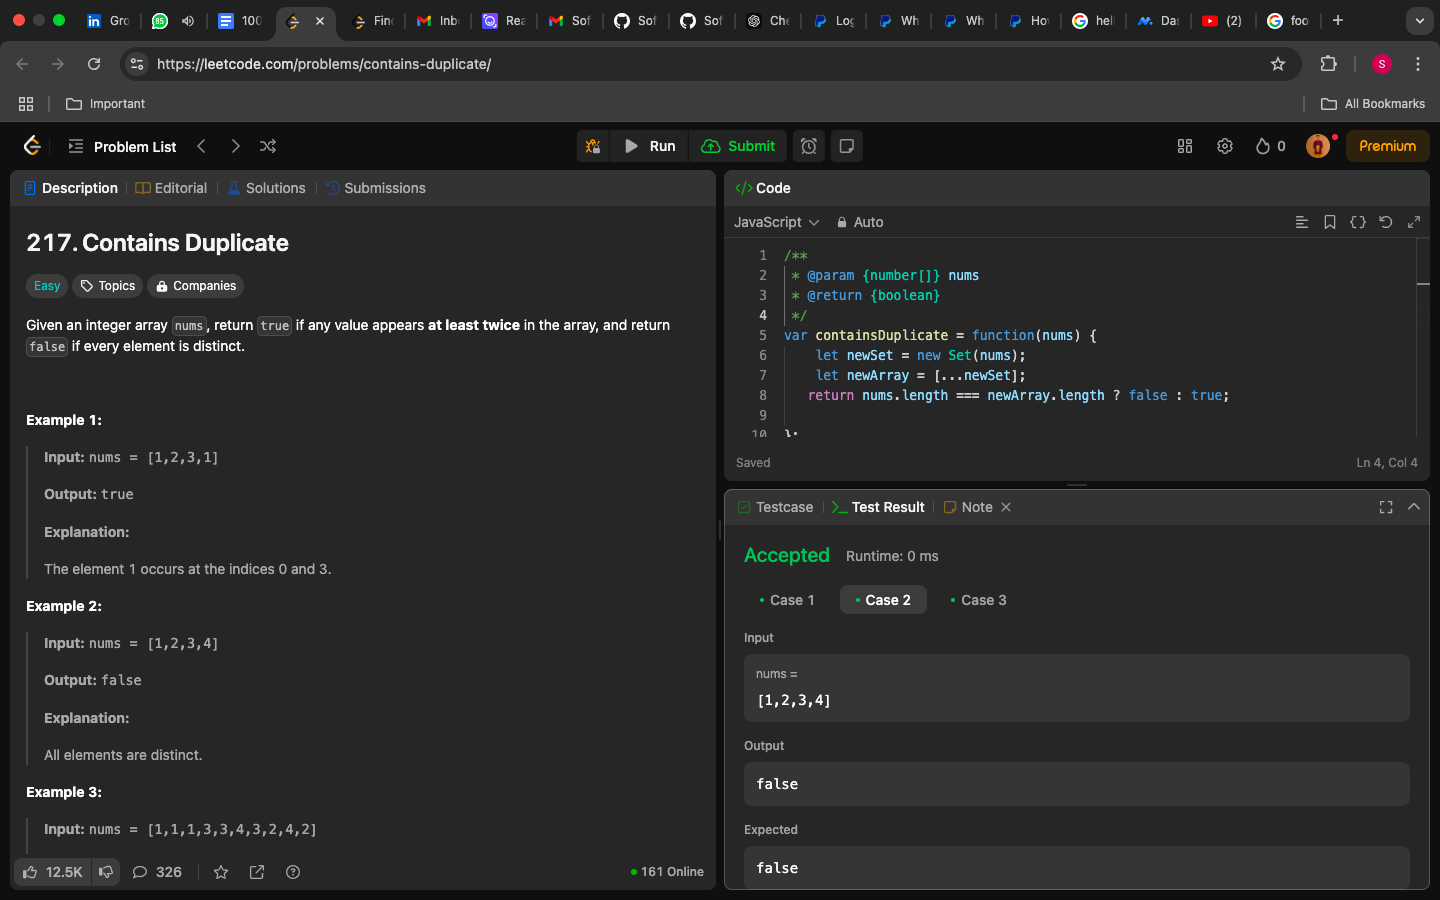 Gro
85
100
Fin
Inb
Rea
Sof
Sof
Sof
Che
Log
Wh
Wh
Ho
hell
Das
(2)
foo
https://leetcode.com/problems/contains-duplicate/
S
Important
All Bookmarks
Problem List
Run
Submit
0
Premium
Description
Editorial
Solutions
Submissions
217. Contains Duplicate
Easy
Topics
Companies
Given an integer array nums, return true if any value appears at least twice in the array, and return
false if every element is distinct.
Example 1:
Input: nums = [1,2,3,1]
Output: true
Explanation:
The element 1 occurs at the indices 0 and 3.
Example 2:
Input: nums = [1,2,3,4]
Output: false
Explanation:
All elements are distinct.
Example 3:
Input: nums = [1,1,1,3,3,4,3,2,4,2]
12.5K
326
161 Online
</> Code
JavaScript
Auto
1 /**
2 * @param {number[]} nums
3 * @return {boolean}
4 */
5 var containsDuplicate = function(nums) {
6 let newSet = new Set(nums);
7 let newArray = [...newSet];
8 return nums.length === newArray.length ? false : true;
9
10 };
Saved
Ln 4, Col 4
Testcase
Test Result
Note
Accepted
Runtime: 0 ms
Case 1
Case 2
Case 3
Input
nums =
[1,2,3,4]
Output
false
Expected
false